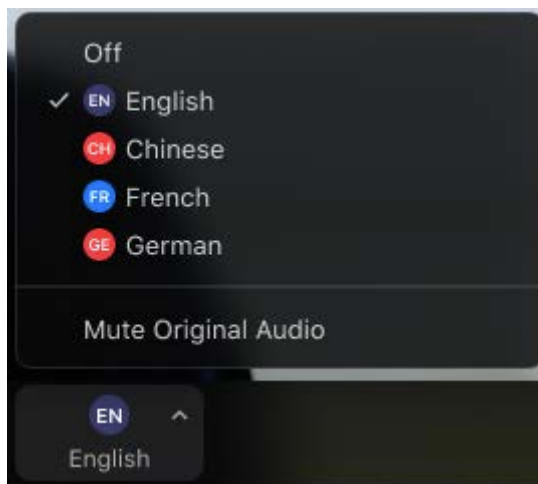 Off
EN English
CH Chinese
FR French
GE German
Mute Original Audio
EN
English